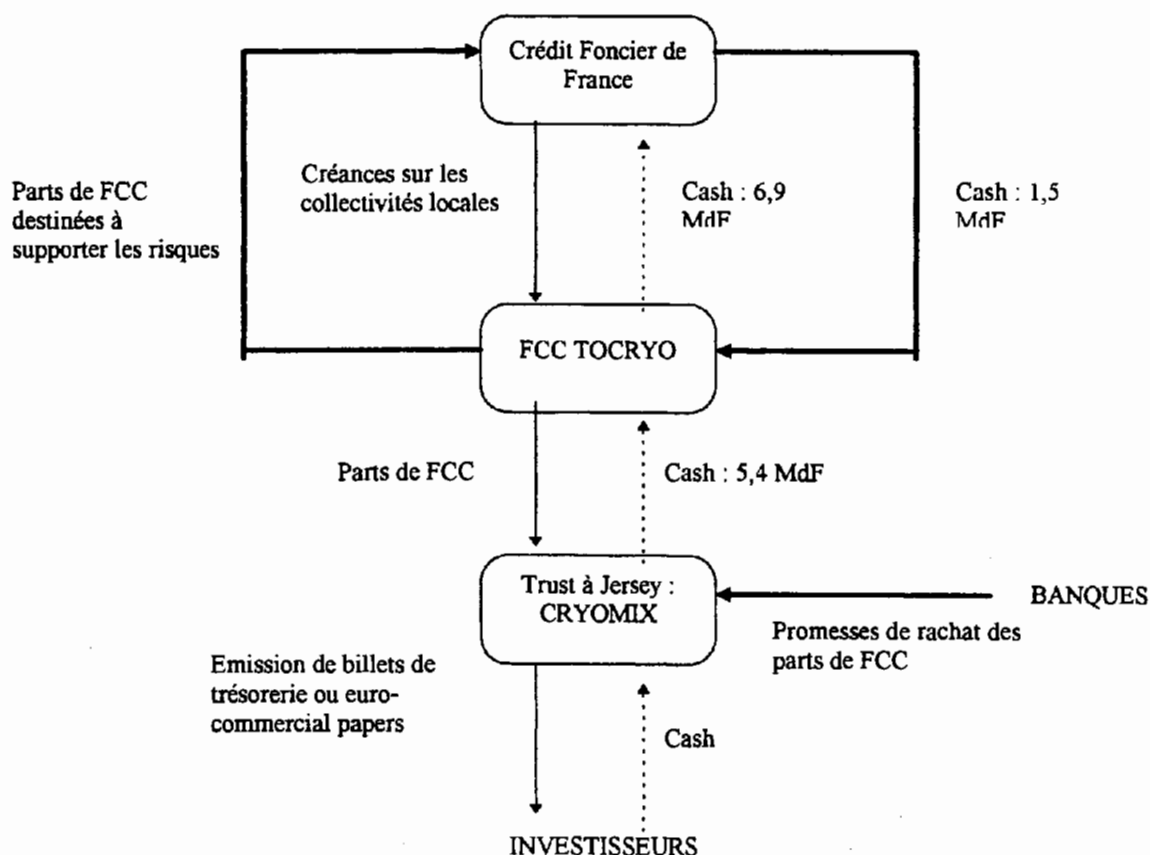 Crédit Foncier de
France
Parts de FCC
destinées à
supporter les risques
Créances sur les
collectivités locales
Cash : 6,9
MdF
Cash : 1,5
MdF
FCC TOCRYO
Parts de FCC
Cash : 5,4 MdF
Trust à Jersey :
CRYOMIX
BANQUES
Promesses de rachat des
parts de FCC
Emission de billets de
trésorerie ou euro-
commercial papers
Cash
INVESTISSEURS